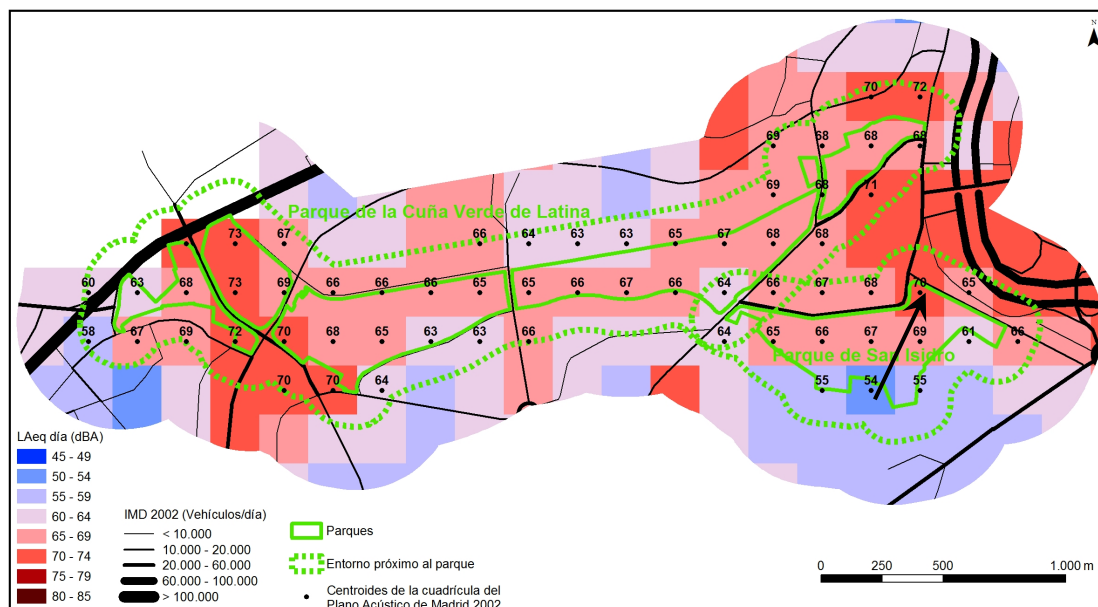 N
70 72
69 68 68 68
69 68 71
Parque de la Cuña Verde de Latina
73 67 66 64 63 63 65 67 68 68
60 63 68 73 69 66 66 66 65 65 66 67 66 64 66 67 68 70 65
58 67 69 72 70 68 65 63 63 66 64 65 66 67 69 61 66
Parque de San Isidro
70 70 64 55 54 55
LAeq día (dBA)
45 - 49
50 - 54
55 - 59
60 - 64
65 - 69
70 - 74
75 - 79
80 - 85
IMD 2002 (Vehículos/día)
< 10.000
10.000 - 20.000
20.000 - 60.000
60.000 - 100.000
> 100.000
Parques
Entorno próximo al parque
Centroides de la cuadrícula del
Plano Acústico de Madrid 2002
0 250 500 1.000 m